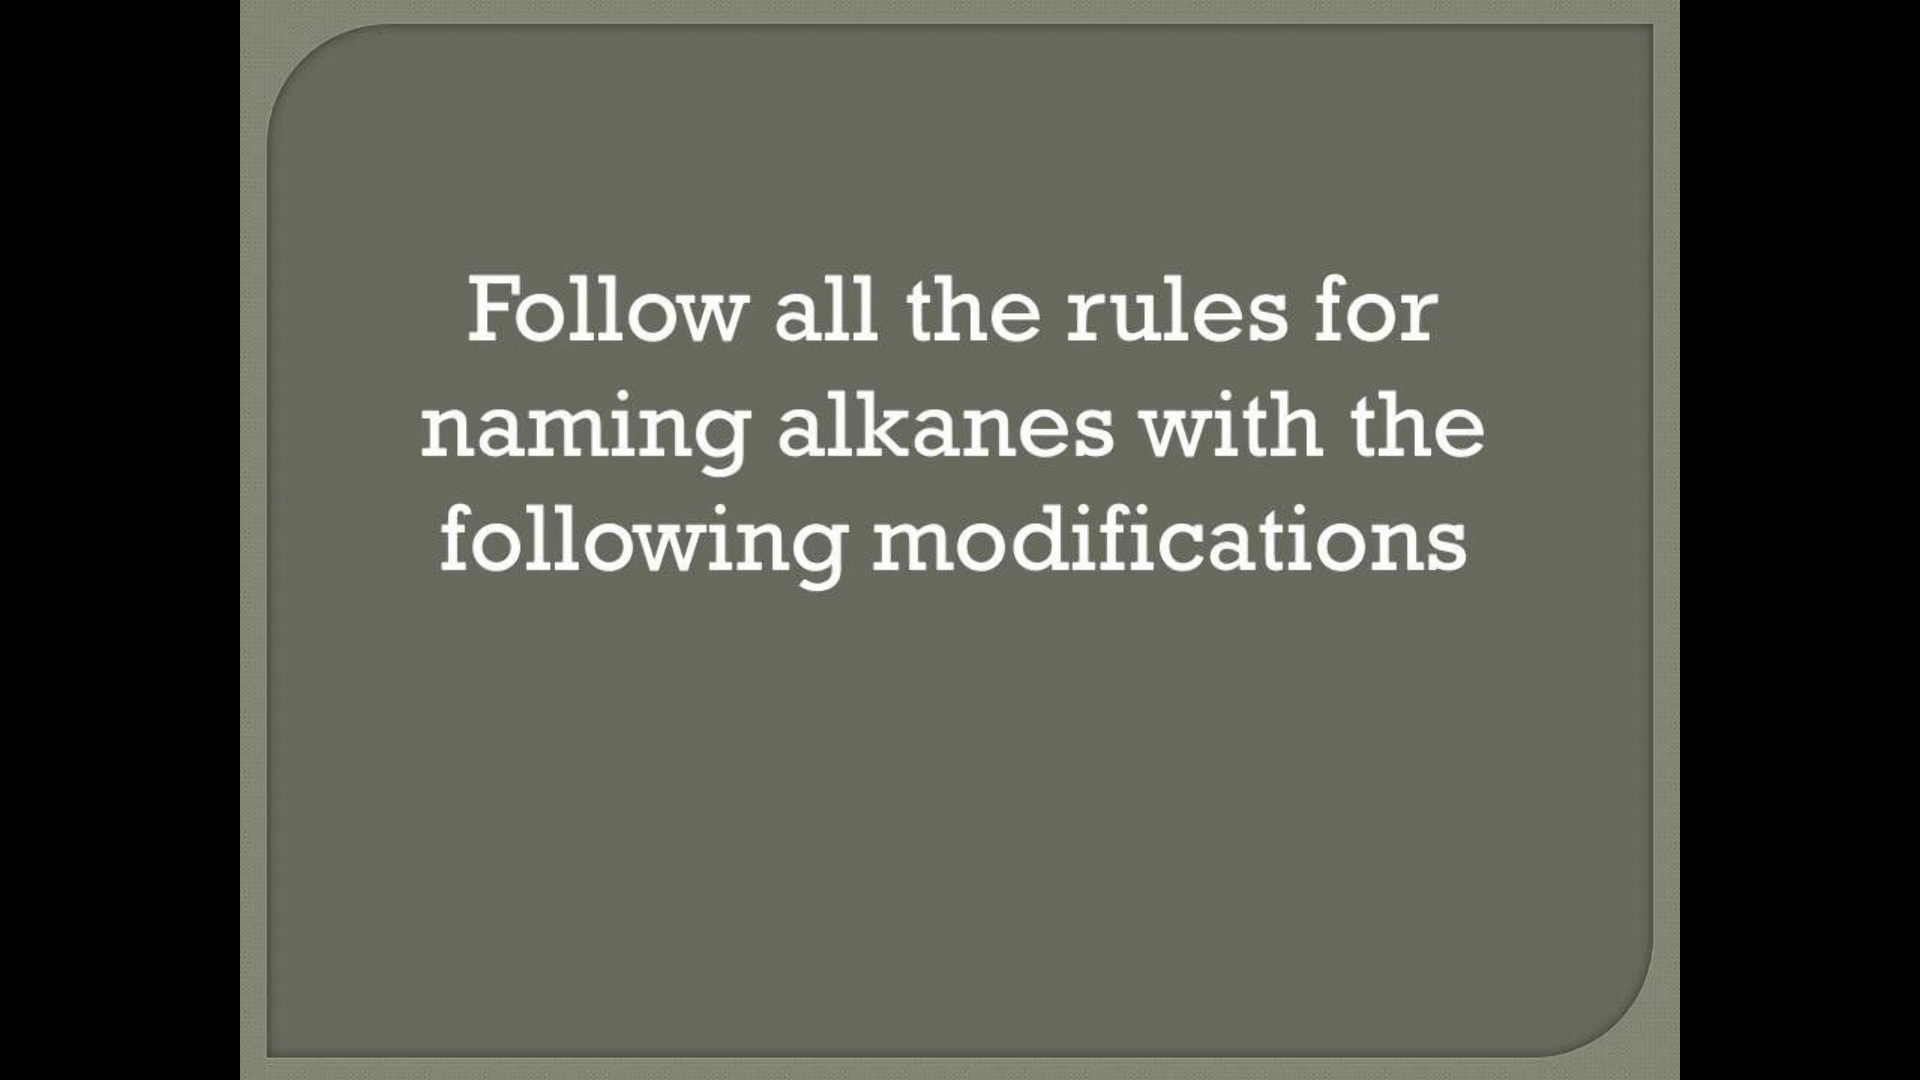 Follow all the rules for
naming alkanes with the
following modifications